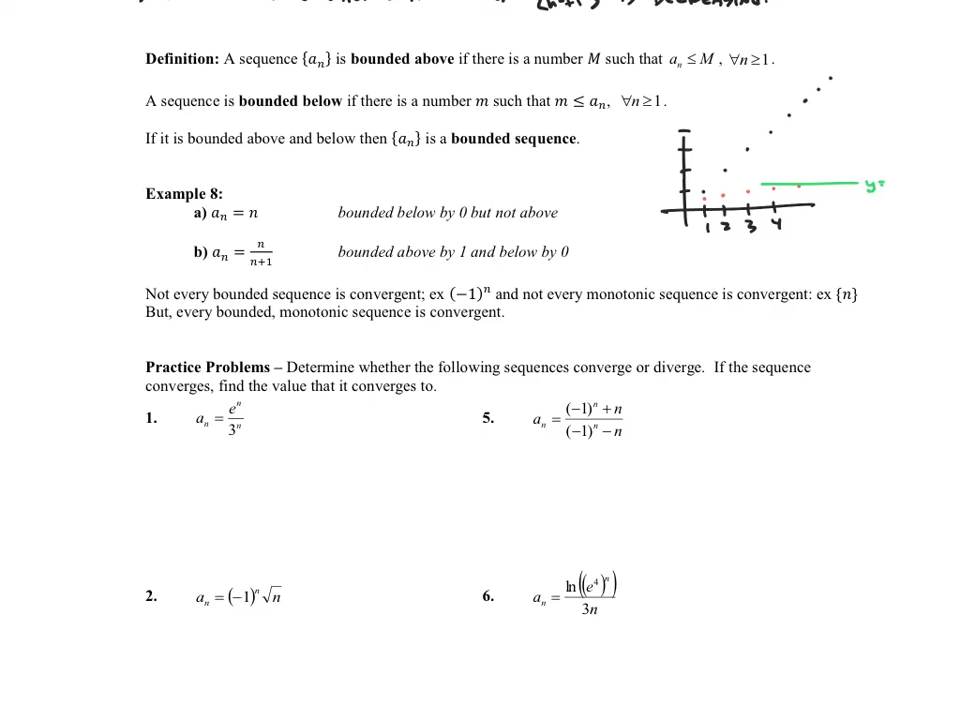 Definition: A sequence {aₙ} is bounded above if there is a number M such that aₙ ≤ M , ∀n ≥ 1.
A sequence is bounded below if there is a number m such that m ≤ aₙ, ∀n ≥ 1.
If it is bounded above and below then {aₙ} is a bounded sequence.
Example 8:
a) aₙ = n bounded below by 0 but not above
b) aₙ = n/(n+1) bounded above by 1 and below by 0
y=
1 2 3 4
Not every bounded sequence is convergent; ex (−1)ⁿ and not every monotonic sequence is convergent: ex {n}
But, every bounded, monotonic sequence is convergent.
Practice Problems – Determine whether the following sequences converge or diverge. If the sequence
converges, find the value that it converges to.
1. aₙ = eⁿ/3ⁿ
5. aₙ = ((−1)ⁿ + n)/((−1)ⁿ − n)
2. aₙ = (−1)ⁿ √n
6. aₙ = ln((e⁴)ⁿ)/3n